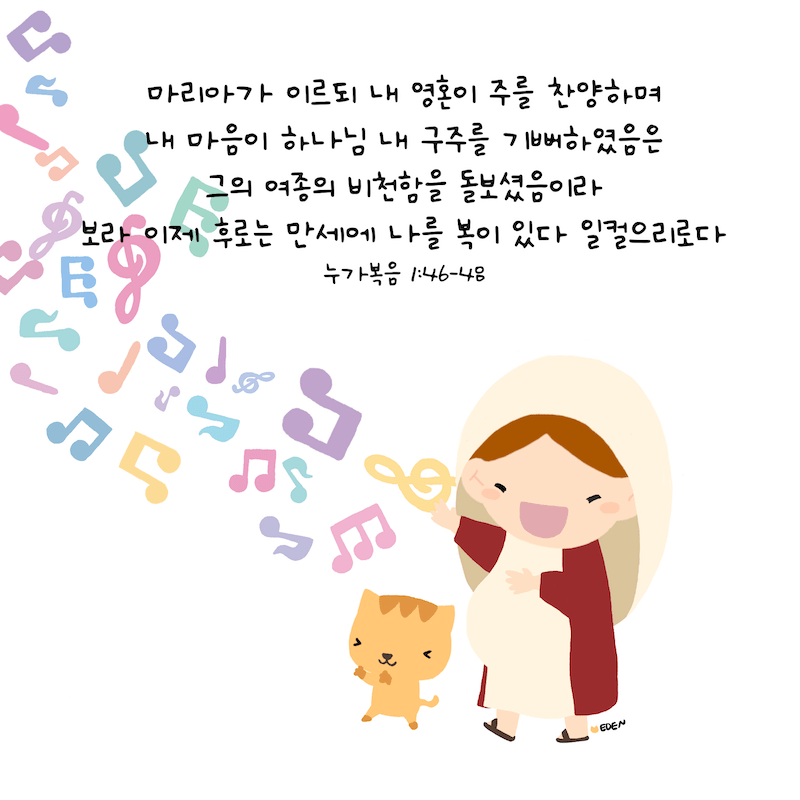 마리아가 이르되 내 영혼이 주를 찬양하며
내 마음이 하나님 내 구주를 기뻐하였음은
그의 여종의 비천함을 돌보셨음이라
보라 이제 후로는 만세에 나를 복이 있다 일컬으리로다
누가복음 1:46-48
EDEN